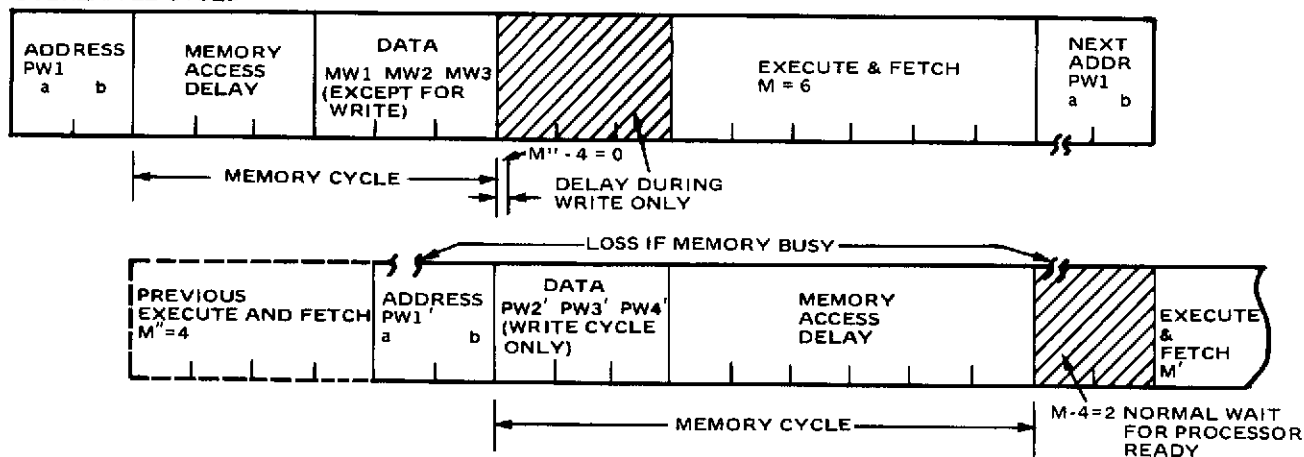 ADDRESS
PW1
a b
MEMORY
ACCESS
DELAY
DATA
MW1 MW2 MW3
(EXCEPT FOR
WRITE)
EXECUTE & FETCH
M = 6
NEXT
ADDR
PW1
a b
MEMORY CYCLE
M" - 4 = 0
DELAY DURING
WRITE ONLY
LOSS IF MEMORY BUSY
PREVIOUS
EXECUTE AND FETCH
M"=4
ADDRESS
PW1'
a b
DATA
PW2' PW3' PW4'
(WRITE CYCLE
ONLY)
MEMORY
ACCESS
DELAY
EXECUTE
&
FETCH
M'
MEMORY CYCLE
M-4=2 NORMAL WAIT
FOR PROCESSOR
READY